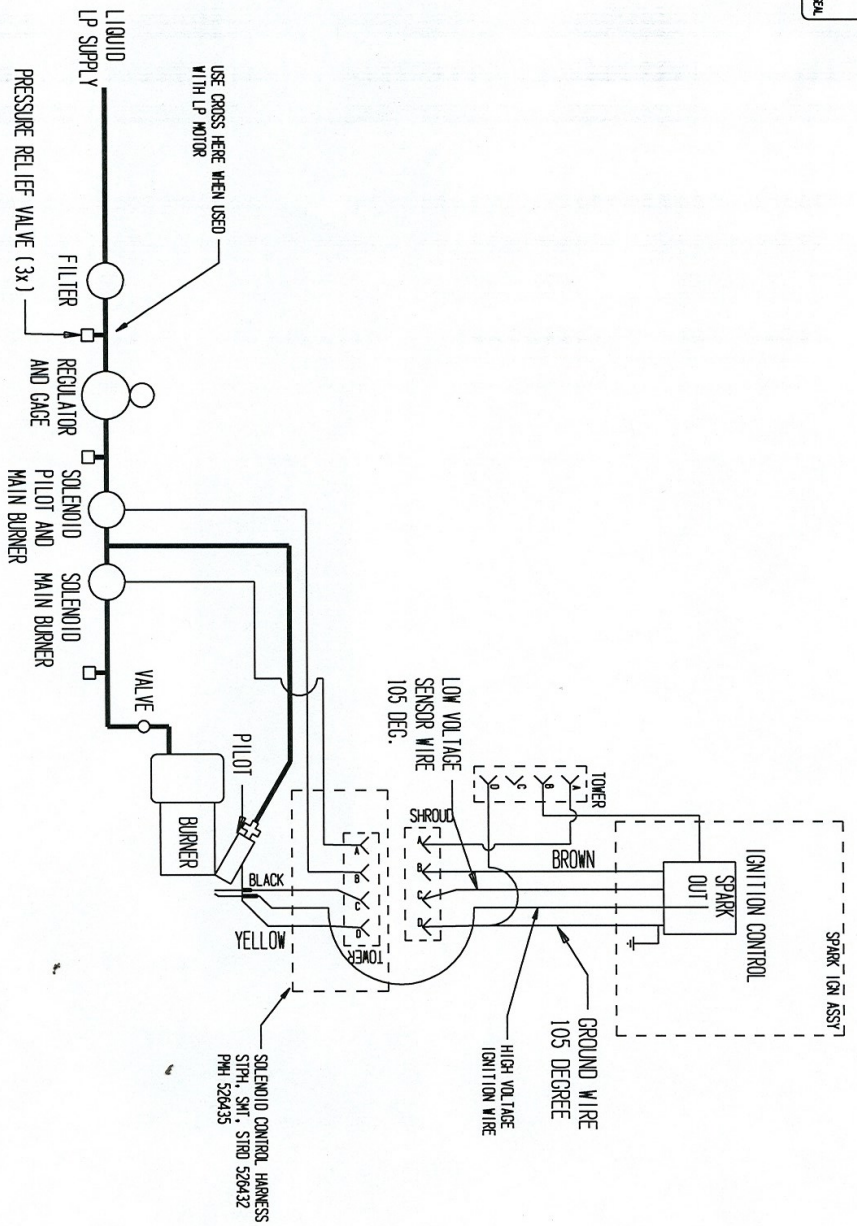 SEAL
LIQUID
LP SUPPLY
USE CROSS HERE WHEN USED
WITH LP MOTOR
PRESSURE RELIEF VALVE (3x)
FILTER
REGULATOR
AND GAGE
SOLENOID
PILOT AND
MAIN BURNER
SOLENOID
MAIN BURNER
VALVE
BURNER
PILOT
BLACK
YELLOW
A
B
C
D
TOWER
SOLENOID CONTROL HARNESS
STPH, SMT, STRD 526432
PMH 526435
LOW VOLTAGE
SENSOR WIRE
105 DEG.
SHROUD
A
B
C
D
TOWER
A
B
C
D
BROWN
IGNITION CONTROL
SPARK
OUT
SPARK IGN ASSY
GROUND WIRE
105 DEGREE
HIGH VOLTAGE
IGNITION WIRE